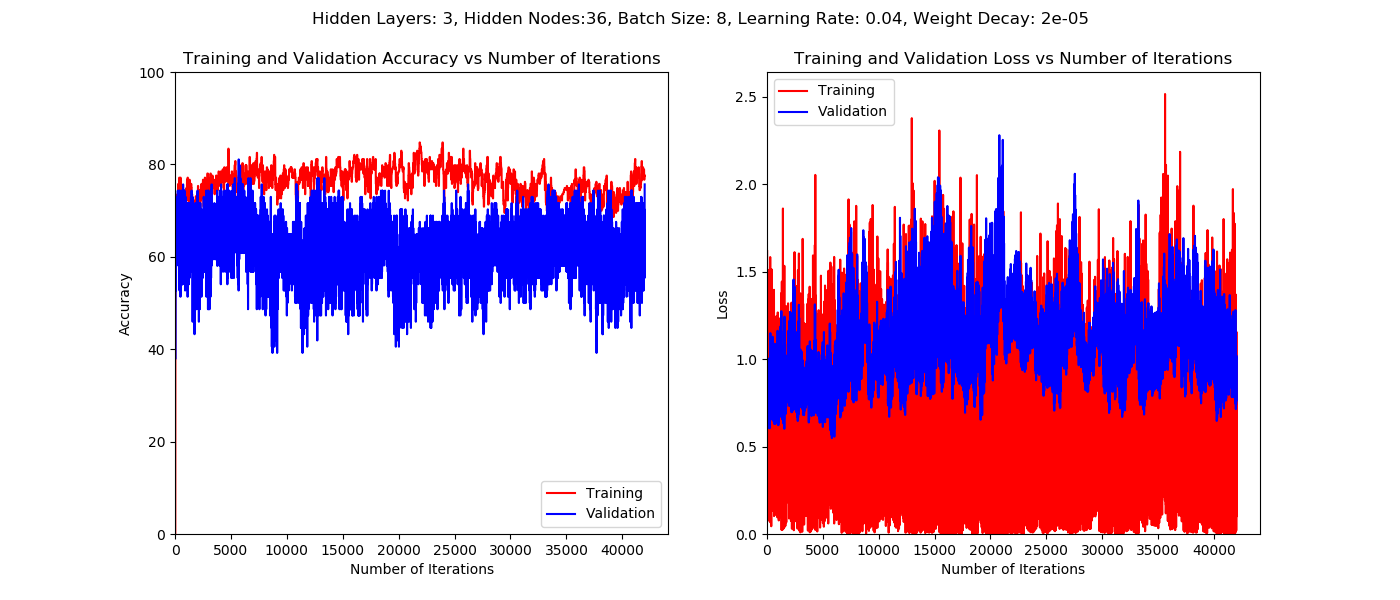 Hidden Layers: 3, Hidden Nodes:36, Batch Size: 8, Learning Rate: 0.04, Weight Decay: 2e-05
Training and Validation Accuracy vs Number of Iterations
100
80
60
40
20
0
Accuracy
0 5000 10000 15000 20000 25000 30000 35000 40000
Number of Iterations
Training
Validation
Training and Validation Loss vs Number of Iterations
Training
Validation
2.5
2.0
1.5
1.0
0.5
0.0
Loss
0 5000 10000 15000 20000 25000 30000 35000 40000
Number of Iterations